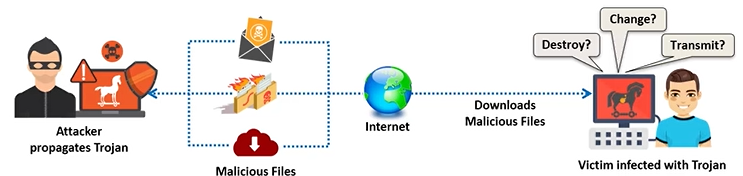 Attacker
propagates Trojan
Malicious Files
Internet
Downloads
Malicious Files
Destroy?
Change?
Transmit?
Victim infected with Trojan